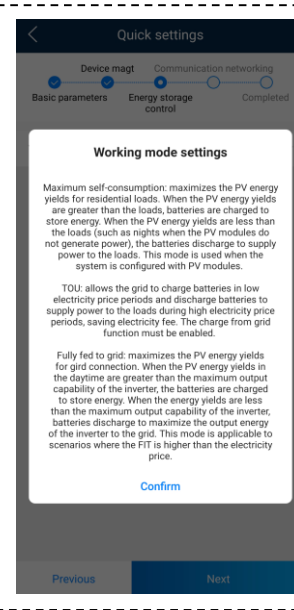 Quick settings
Device magt Communication networking
Basic parameters Energy storage control Completed
Working mode settings
Maximum self-consumption: maximizes the PV energy
yields for residential loads. When the PV energy yields
are greater than the loads, batteries are charged to
store energy. When the PV energy yields are less than
the loads (such as nights when the PV modules do
not generate power), the batteries discharge to supply
power to the loads. This mode is used when the
system is configured with PV modules.
TOU: allows the grid to charge batteries in low
electricity price periods and discharge batteries to
supply power to the loads during high electricity price
periods, saving electricity fee. The charge from grid
function must be enabled.
Fully fed to grid: maximizes the PV energy yields
for gird connection. When the PV energy yields in
the daytime are greater than the maximum output
capability of the inverter, the batteries are charged
to store energy. When the energy yields are less
than the maximum output capability of the inverter,
batteries discharge to maximize the output energy
of the inverter to the grid. This mode is applicable to
scenarios where the FIT is higher than the electricity
price.
Confirm
Previous Next